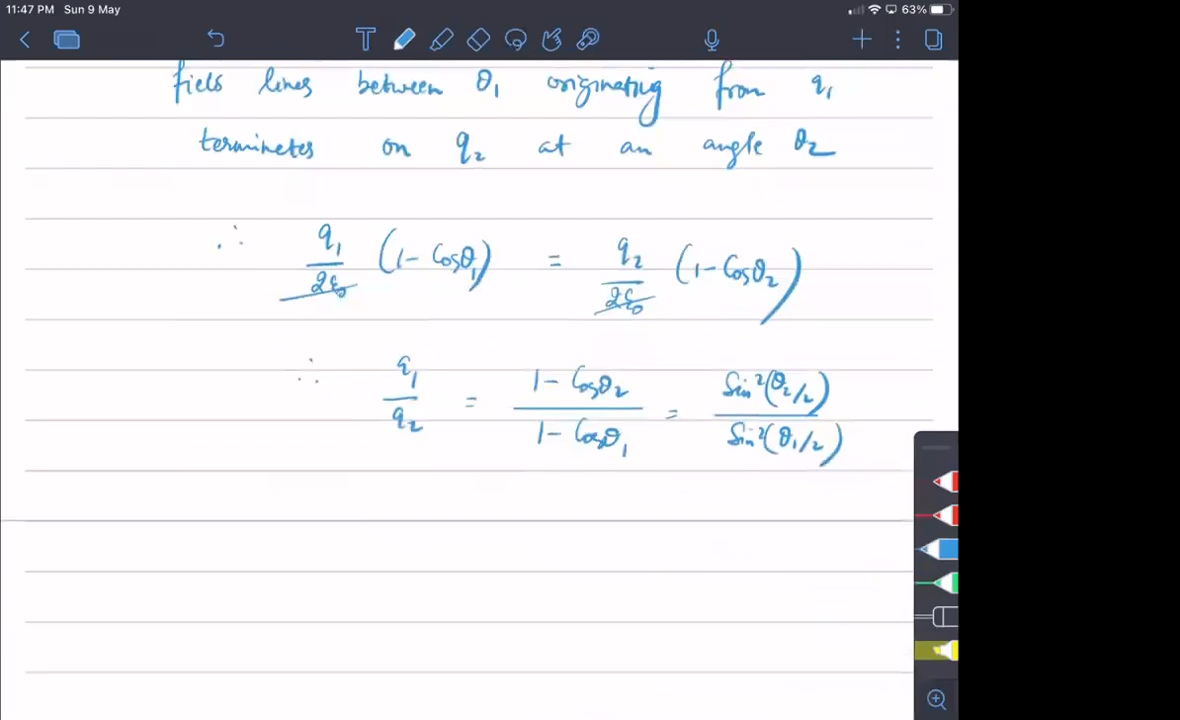 11:47 PM Sun 9 May 63%
T
fiels lines between θ₁ originating from q₁
terminetes on q₂ at an angle θ₂
∴ q₁/2ε₀ (1 - Cosθ₁) = q₂/2ε₀ (1 - Cosθ₂)
∴ q₁/q₂ = (1 - Cosθ₂)/(1 - Cosθ₁) = Sin²(θ₂/2)/Sin²(θ₁/2)